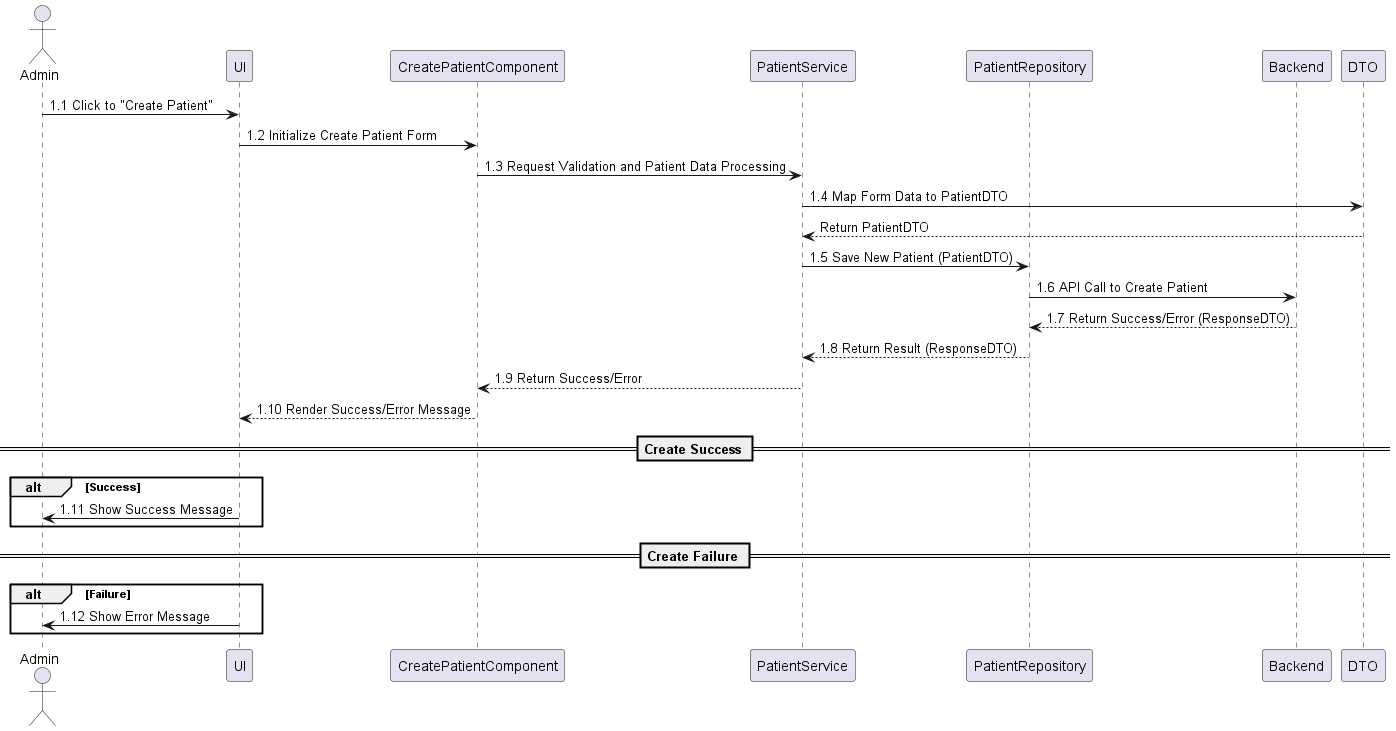 Admin
UI
CreatePatientComponent
PatientService
PatientRepository
Backend
DTO
1.1 Click to "Create Patient"
1.2 Initialize Create Patient Form
1.3 Request Validation and Patient Data Processing
1.4 Map Form Data to PatientDTO
Return PatientDTO
1.5 Save New Patient (PatientDTO)
1.6 API Call to Create Patient
1.7 Return Success/Error (ResponseDTO)
1.8 Return Result (ResponseDTO)
1.9 Return Success/Error
1.10 Render Success/Error Message
Create Success
alt [Success]
1.11 Show Success Message
Create Failure
alt [Failure]
1.12 Show Error Message
Admin
UI
CreatePatientComponent
PatientService
PatientRepository
Backend
DTO